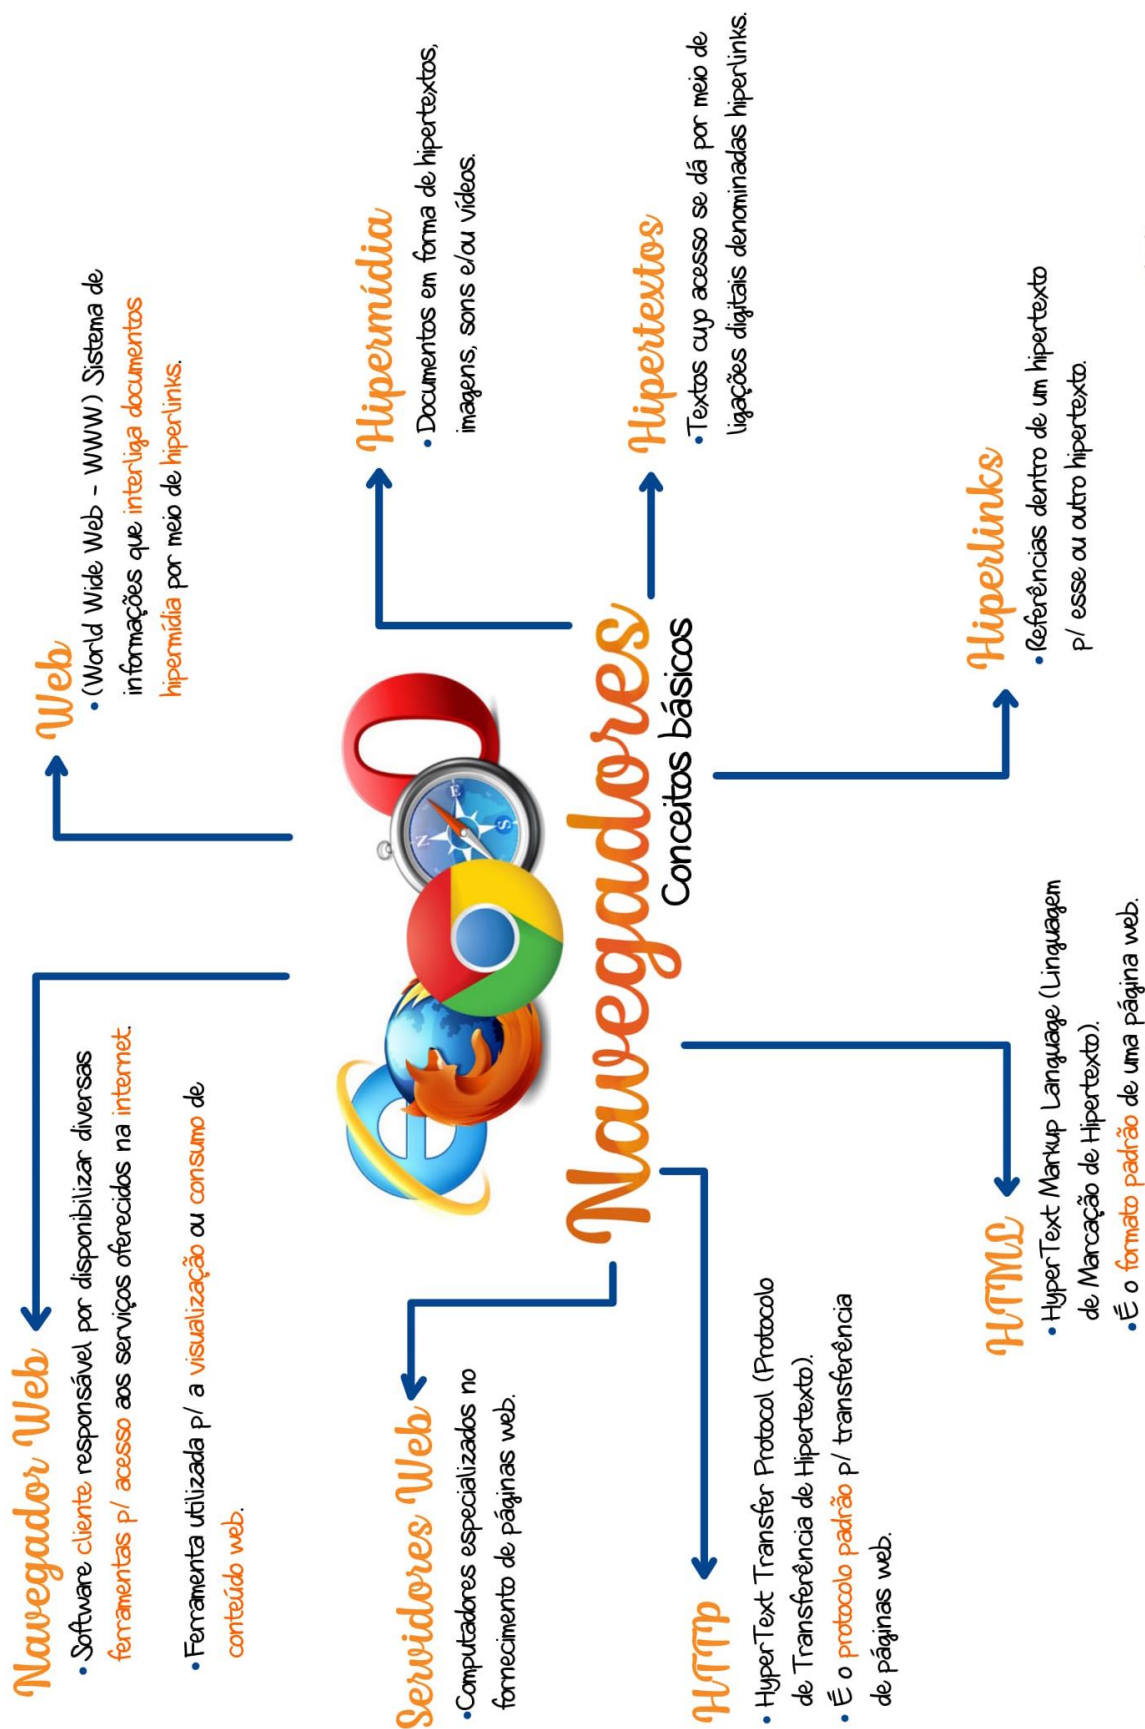 Navegador Web
• Software cliente responsável por disponibilizar diversas
ferramentas p/ acesso aos serviços oferecidos na internet.
• Ferramenta utilizada p/ a visualização ou consumo de
conteúdo web.
Web
• (World Wide Web - WWW) Sistema de
informações que interliga documentos
hipermídia por meio de hiperlinks.
Servidores Web
• Computadores especializados no
fornecimento de páginas web.
N
E
S
Navegadores
Conceitos básicos
Hipermídia
• Documentos em forma de hipertextos,
imagens, sons e/ou vídeos.
Hipertextos
• Textos cujo acesso se dá por meio de
ligações digitais denominadas hiperlinks.
HTTP
• HyperText Transfer Protocol (Protocolo
de Transferência de Hipertexto).
• É o protocolo padrão p/ transferência
de páginas web.
HTML
• HyperText Markup Language (Linguagem
de Marcação de Hipertexto).
• É o formato padrão de uma página web.
Hiperlinks
• Referências dentro de um hipertexto
p/ esse ou outro hipertexto.